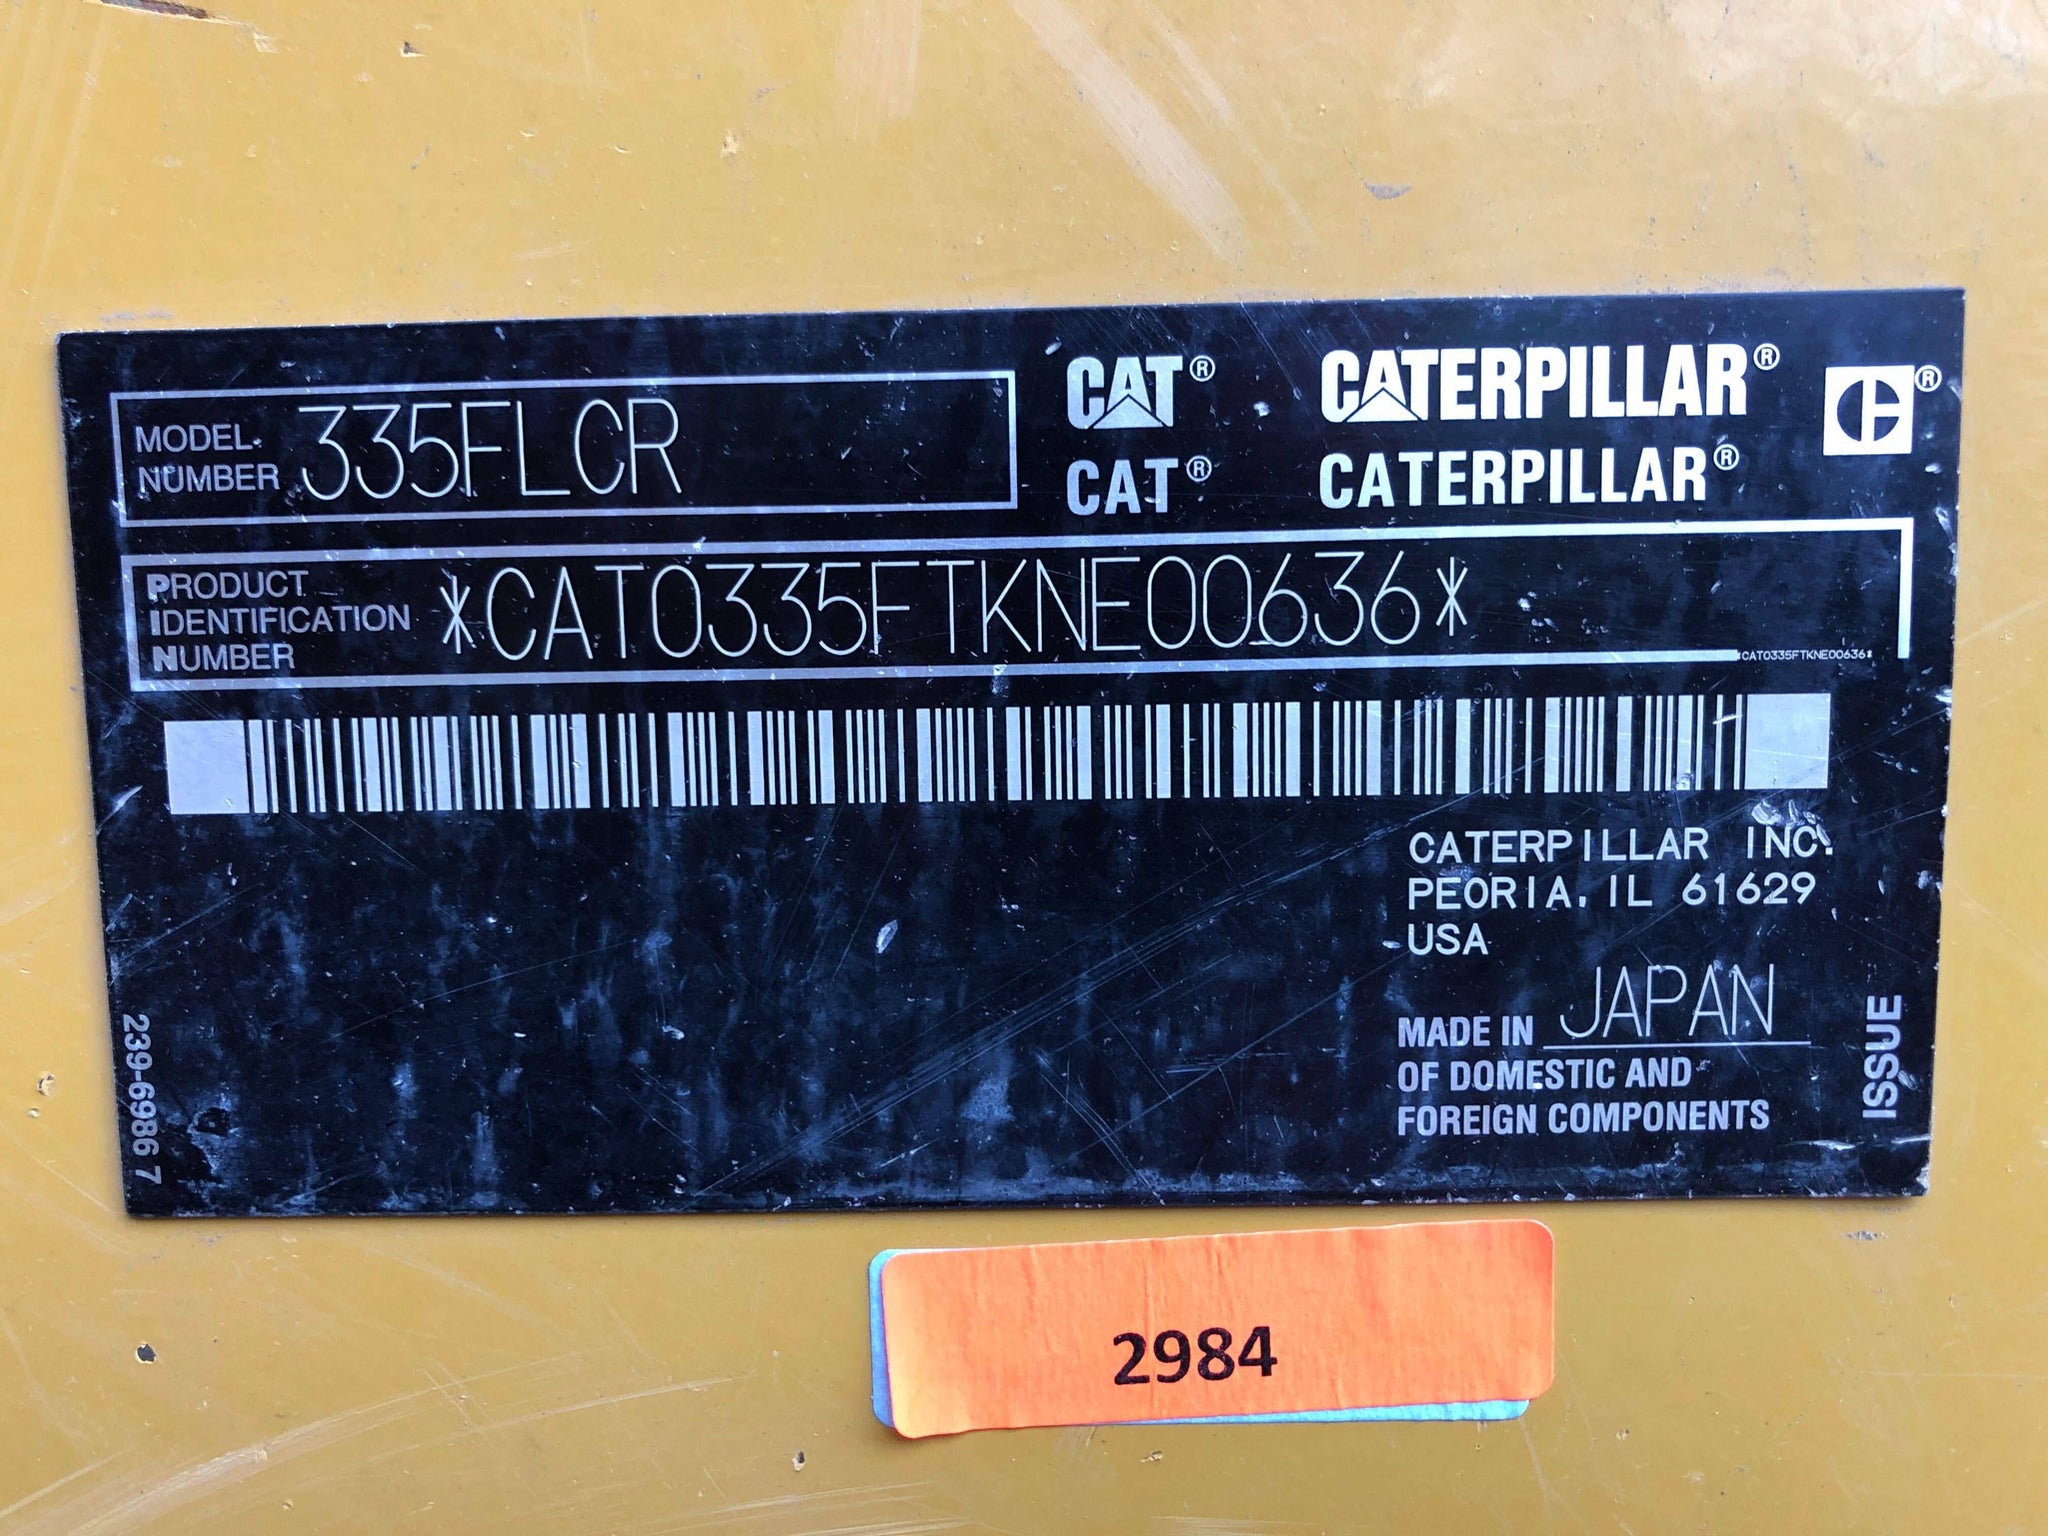 MODEL NUMBER 335FLCR
CAT® CATERPILLAR®
CAT® CATERPILLAR®
PRODUCT IDENTIFICATION NUMBER *CAT0335FTKNE00636*
*CAT0335FTKNE00636*
CATERPILLAR INC.
PEORIA, IL 61629
USA
MADE IN JAPAN
OF DOMESTIC AND
FOREIGN COMPONENTS
ISSUE
239-6986 7
2984